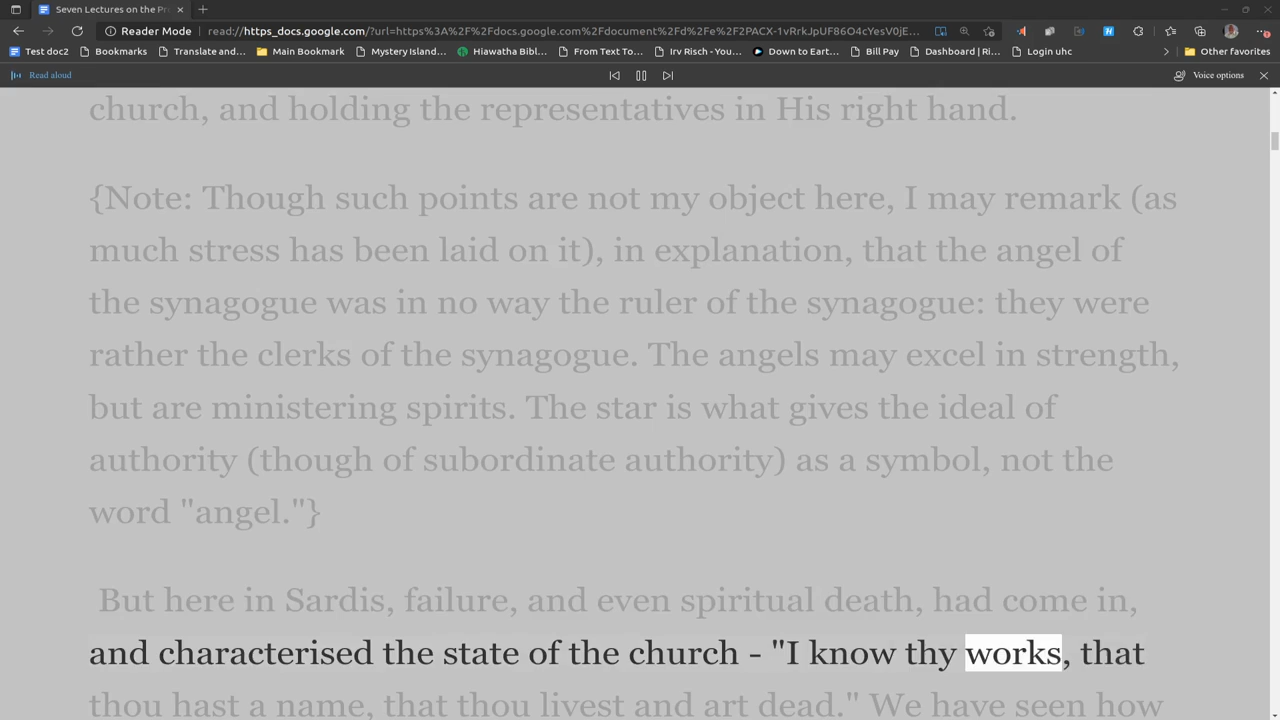 Seven Lectures on the Pr
Reader Mode
read://https_docs.google.com/?url=https%3A%2F%2Fdocs.google.com%2Fdocument%2Fd%2Fe%2F2PACX-1vRrkJpUF86O4cYesV0jE...
Test doc2 Bookmarks Translate and... Main Bookmark Mystery Island... Hiawatha Bibl... From Text To... Irv Risch - You... Down to Eart... Bill Pay Dashboard | Ri... Login uhc Other favorites
Read aloud Voice options
church, and holding the representatives in His right hand.
{Note: Though such points are not my object here, I may remark (as
much stress has been laid on it), in explanation, that the angel of
the synagogue was in no way the ruler of the synagogue: they were
rather the clerks of the synagogue. The angels may excel in strength,
but are ministering spirits. The star is what gives the ideal of
authority (though of subordinate authority) as a symbol, not the
word "angel."}
But here in Sardis, failure, and even spiritual death, had come in,
and characterised the state of the church - "I know thy works, that
thou hast a name, that thou livest and art dead." We have seen how